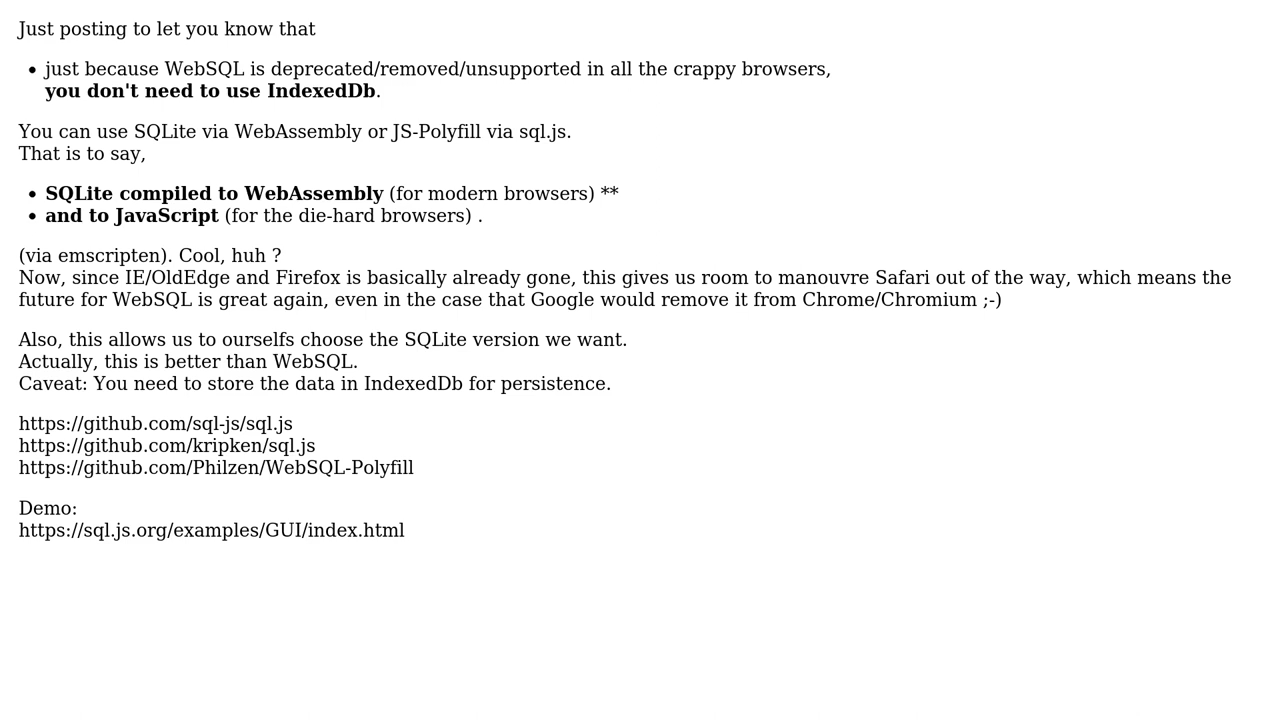 Just posting to let you know that
• just because WebSQL is deprecated/removed/unsupported in all the crappy browsers,
you don't need to use IndexedDb.
You can use SQLite via WebAssembly or JS-Polyfill via sql.js.
That is to say,
• SQLite compiled to WebAssembly (for modern browsers) **
• and to JavaScript (for the die-hard browsers) .
(via emscripten). Cool, huh ?
Now, since IE/OldEdge and Firefox is basically already gone, this gives us room to manouvre Safari out of the way, which means the
future for WebSQL is great again, even in the case that Google would remove it from Chrome/Chromium ;-)
Also, this allows us to ourselfs choose the SQLite version we want.
Actually, this is better than WebSQL.
Caveat: You need to store the data in IndexedDb for persistence.
https://github.com/sql-js/sql.js
https://github.com/kripken/sql.js
https://github.com/Philzen/WebSQL-Polyfill
Demo:
https://sql.js.org/examples/GUI/index.html